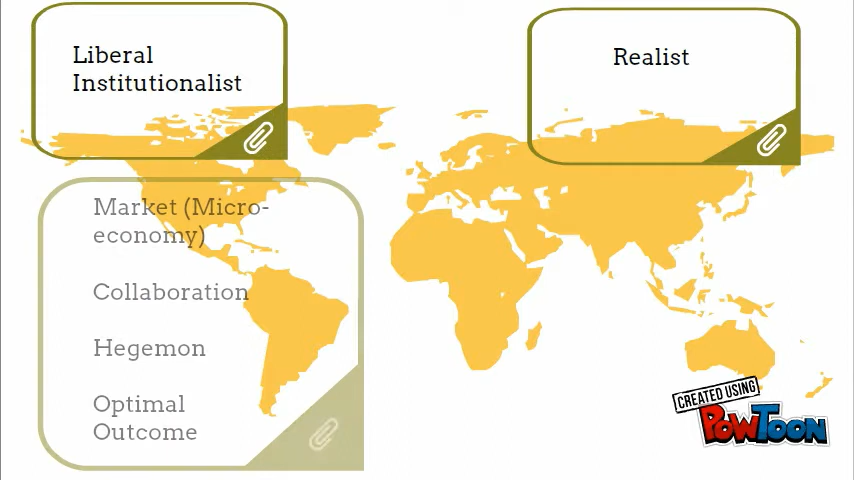 Liberal
Institutionalist
Realist
Market (Micro-
economy)
Collaboration
Hegemon
Optimal
Outcome
CREATED USING
POWTOON